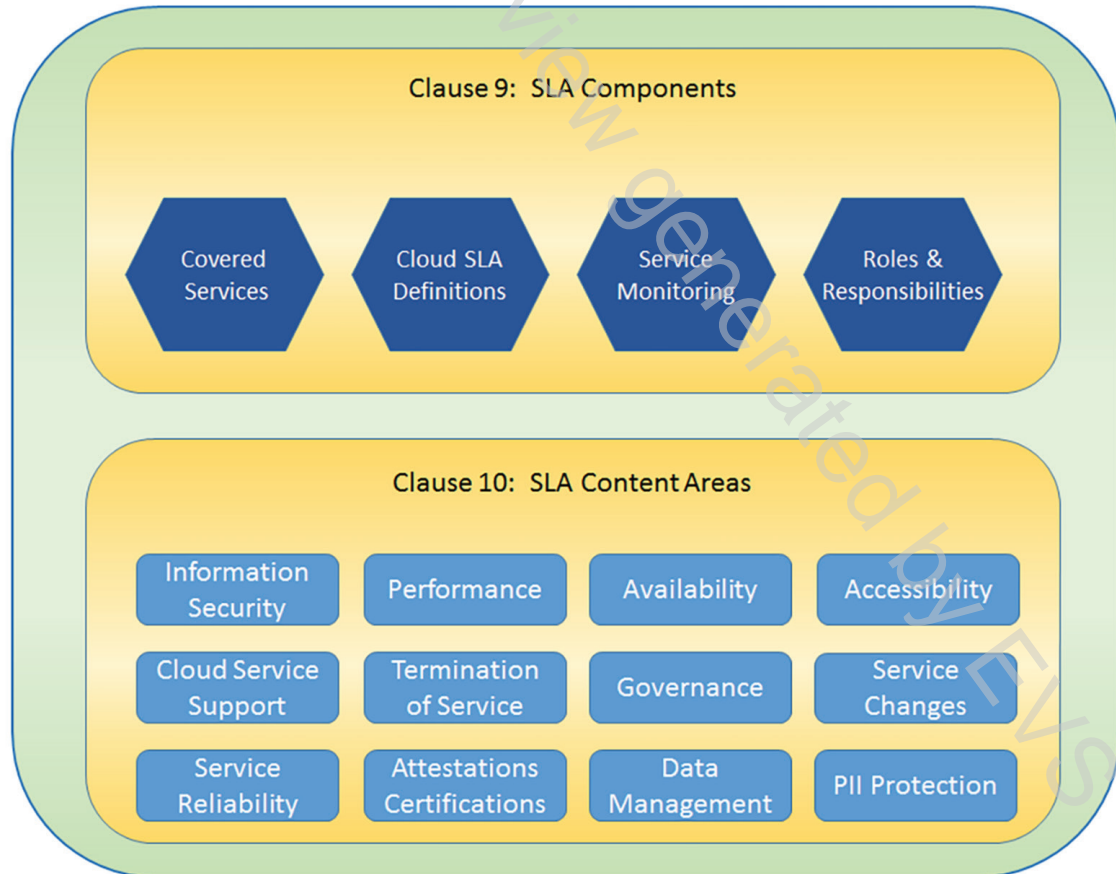 Clause 9: SLA Components
Covered
Services
Cloud SLA
Definitions
Service
Monitoring
Roles &
Responsibilities
Clause 10: SLA Content Areas
Information
Security
Performance
Availability
Accessibility
Cloud Service
Support
Termination
of Service
Governance
Service
Changes
Service
Reliability
Attestations
Certifications
Data
Management
PII Protection
view generated by EVS